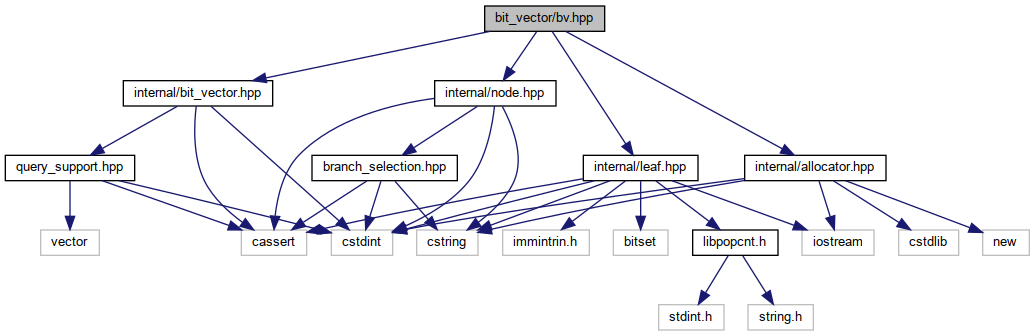 bit_vector/bv.hpp
internal/bit_vector.hpp
internal/node.hpp
query_support.hpp
branch_selection.hpp
internal/leaf.hpp
internal/allocator.hpp
vector
cassert
cstdint
cstring
immintrin.h
bitset
libpopcnt.h
iostream
cstdlib
new
stdint.h
string.h